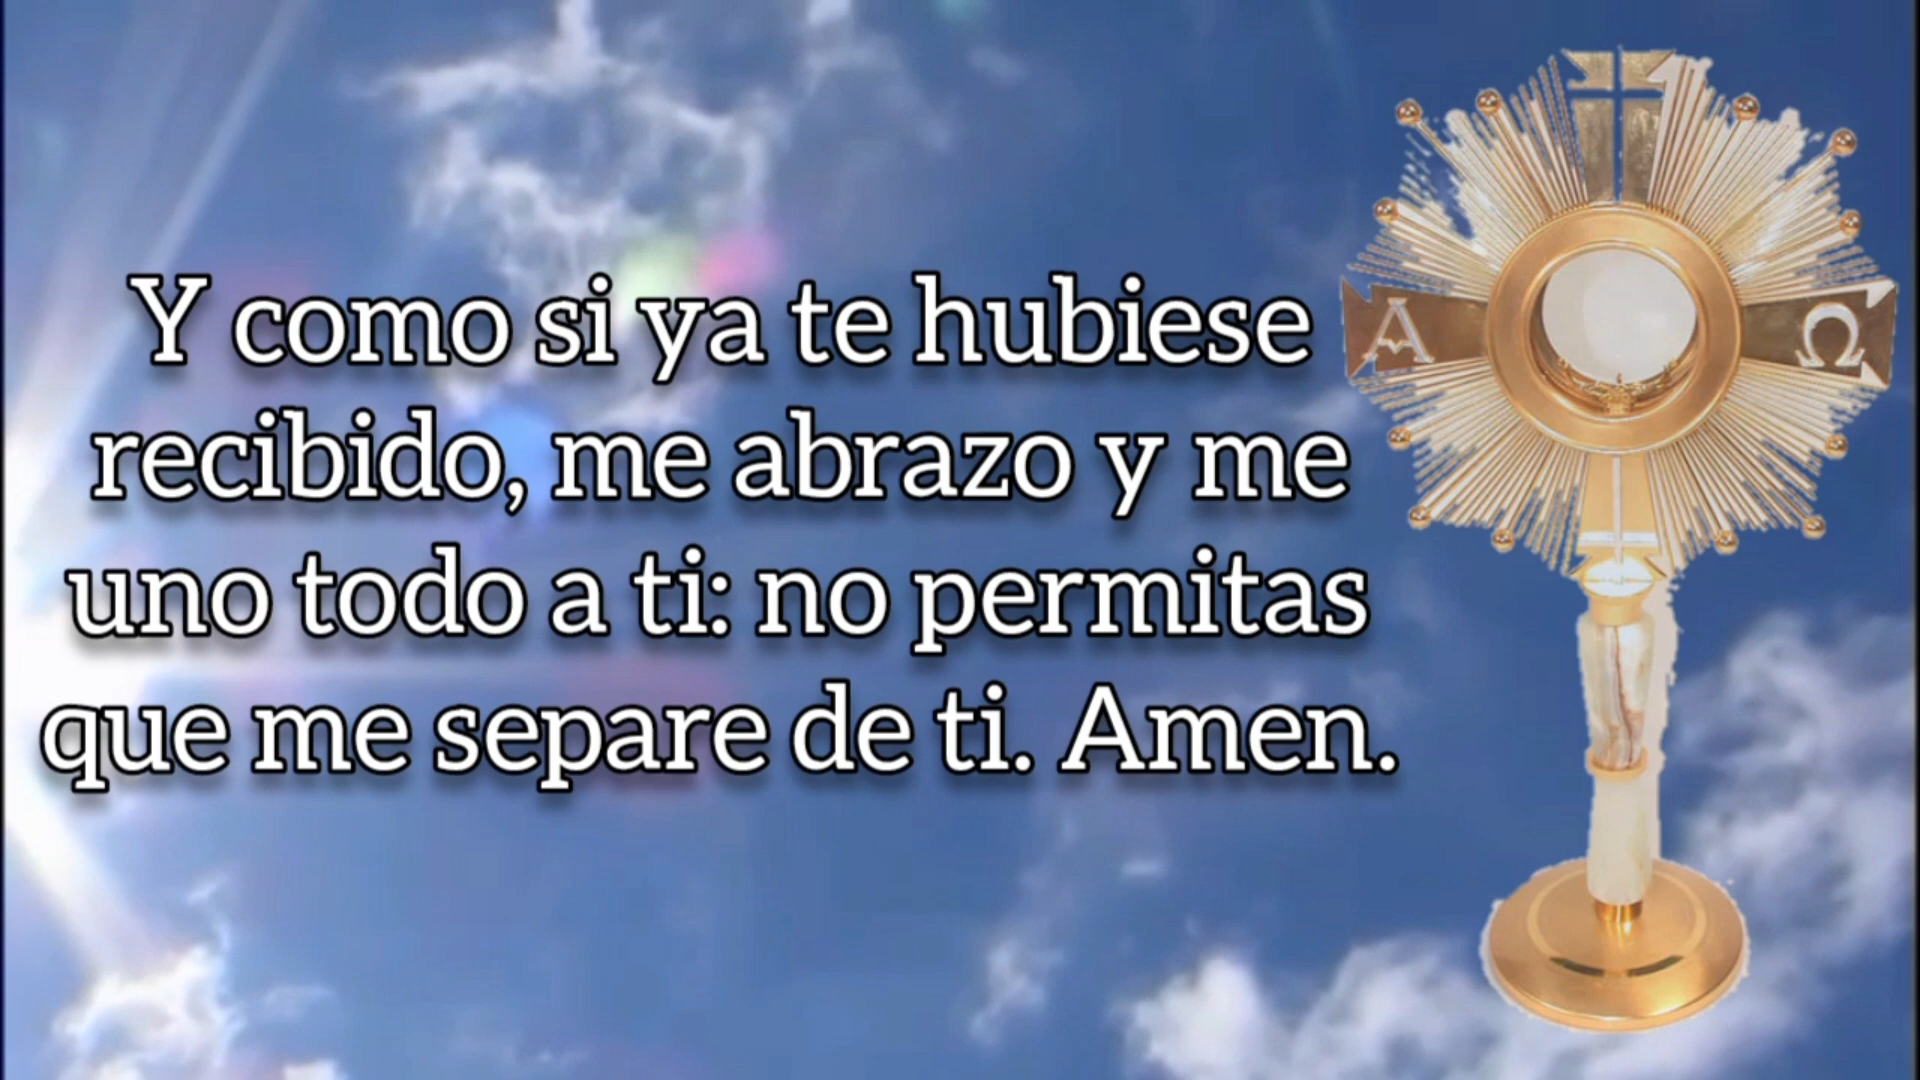 Y como si ya te hubiese
recibido, me abrazo y me
uno todo a ti: no permitas
que me separe de ti. Amen.
Α Ω